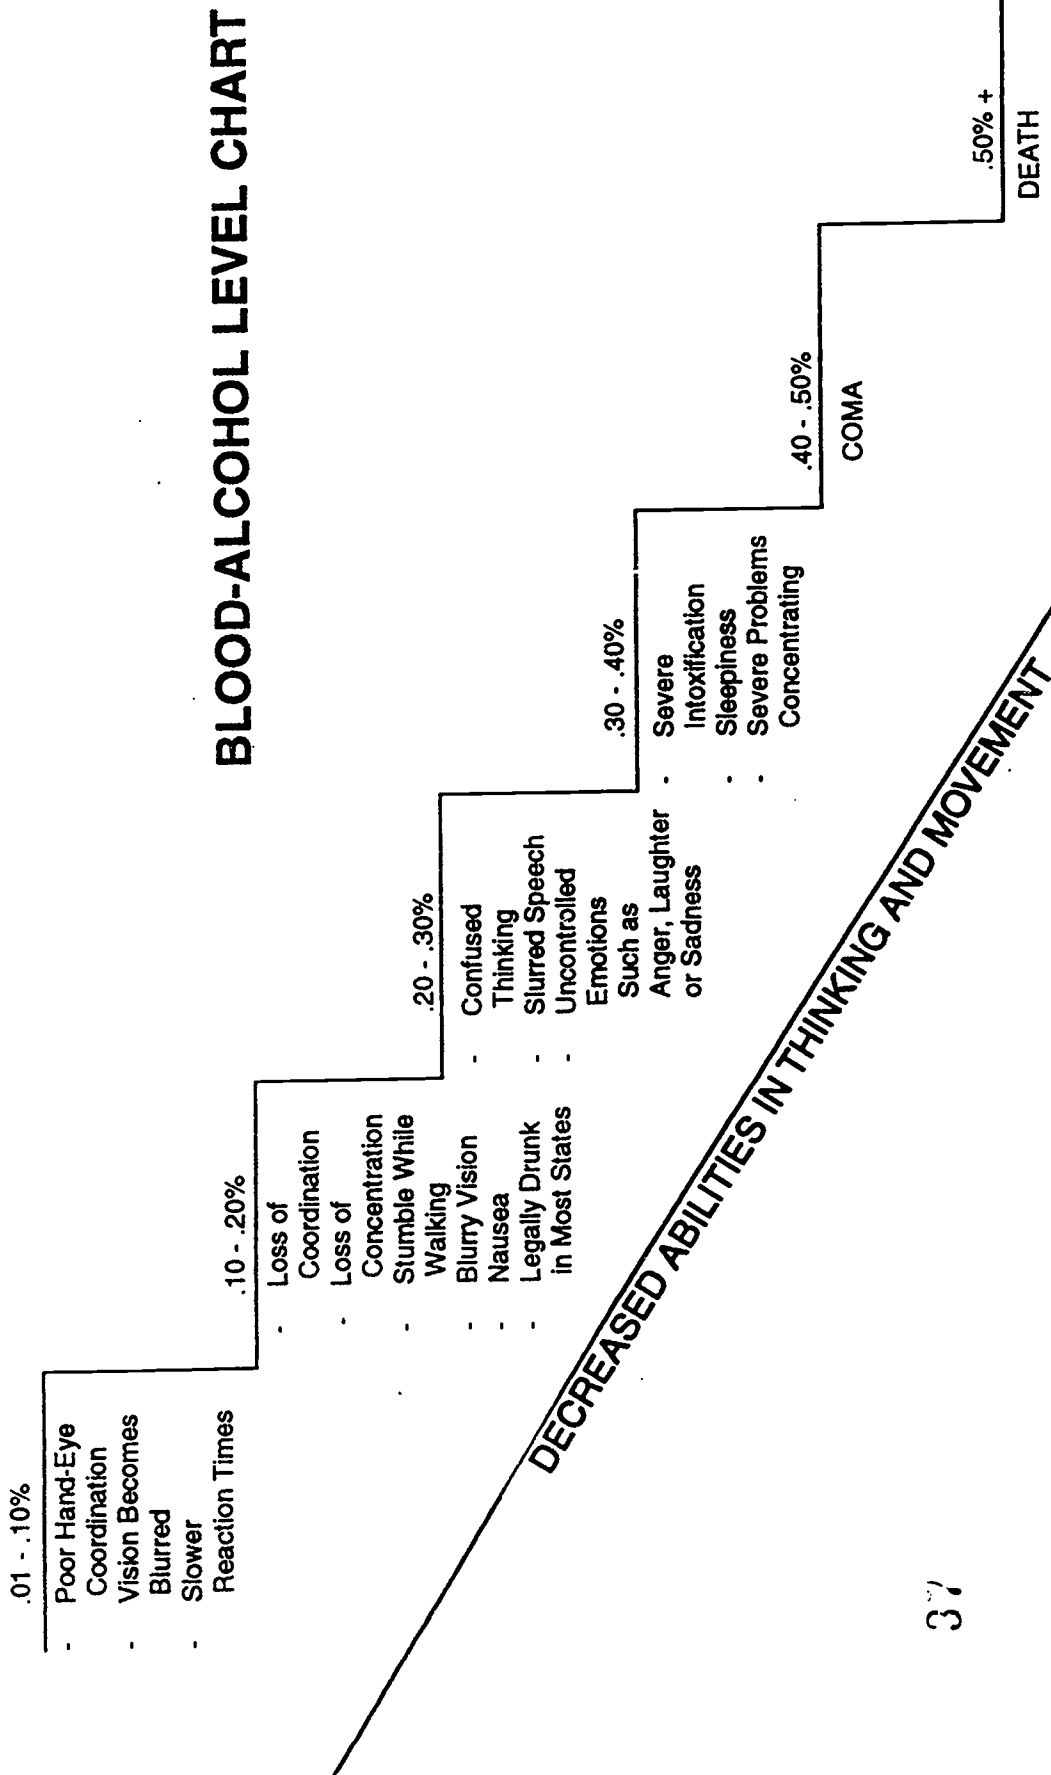 BLOOD-ALCOHOL LEVEL CHART
.01 - .10%
- Poor Hand-Eye
Coordination
- Vision Becomes
Blurred
- Slower
Reaction Times
.10 - .20%
- Loss of
Coordination
- Loss of
Concentration
- Stumble While
Walking
- Blurry Vision
- Nausea
- Legally Drunk
in Most States
.20 - .30%
- Confused
Thinking
- Slurred Speech
- Uncontrolled
Emotions
Such as
Anger, Laughter
or Sadness
.30 - .40%
- Severe
Intoxification
- Sleepiness
- Severe Problems
Concentrating
.40 - .50%
COMA
.50% +
DEATH
DECREASED ABILITIES IN THINKING AND MOVEMENT
37